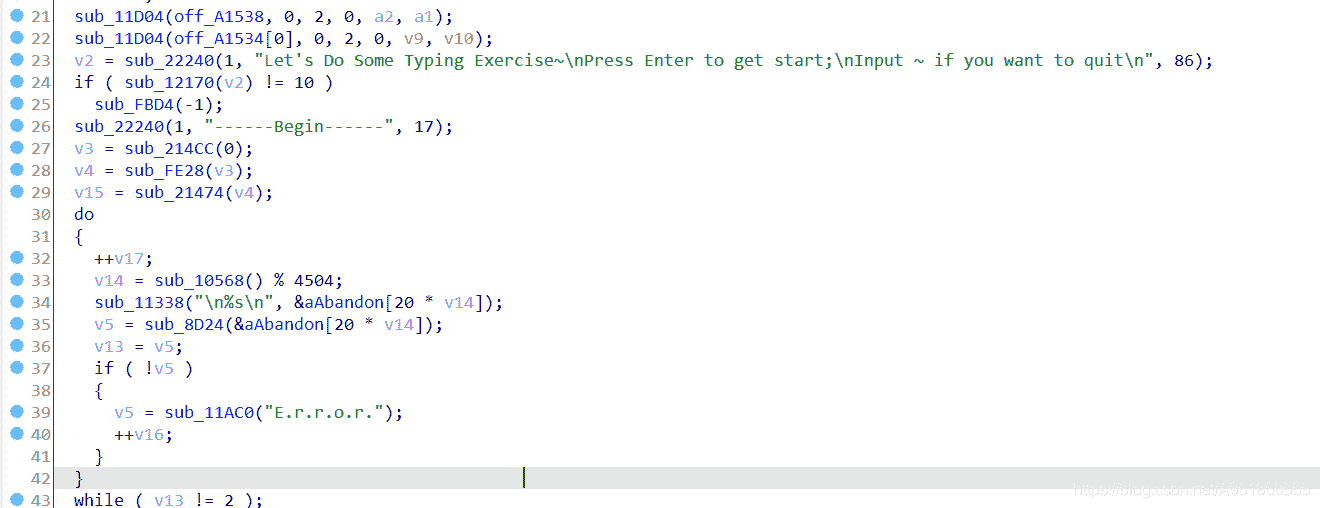 21 sub_11D04(off_A1538, 0, 2, 0, a2, a1);
22 sub_11D04(off_A1534[0], 0, 2, 0, v9, v10);
23 v2 = sub_22240(1, "Let's Do Some Typing Exercise~\nPress Enter to get start;\nInput ~ if you want to quit\n", 86);
24 if ( sub_12170(v2) != 10 )
25 sub_FBD4(-1);
26 sub_22240(1, "------Begin------", 17);
27 v3 = sub_214CC(0);
28 v4 = sub_FE28(v3);
29 v15 = sub_21474(v4);
30 do
31 {
32 ++v17;
33 v14 = sub_10568() % 4504;
34 sub_11338("\n%s\n", &aAbandon[20 * v14]);
35 v5 = sub_8D24(&aAbandon[20 * v14]);
36 v13 = v5;
37 if ( !v5 )
38 {
39 v5 = sub_11AC0("E.r.r.o.r.");
40 ++v16;
41 }
42 }
43 while ( v13 != 2 );